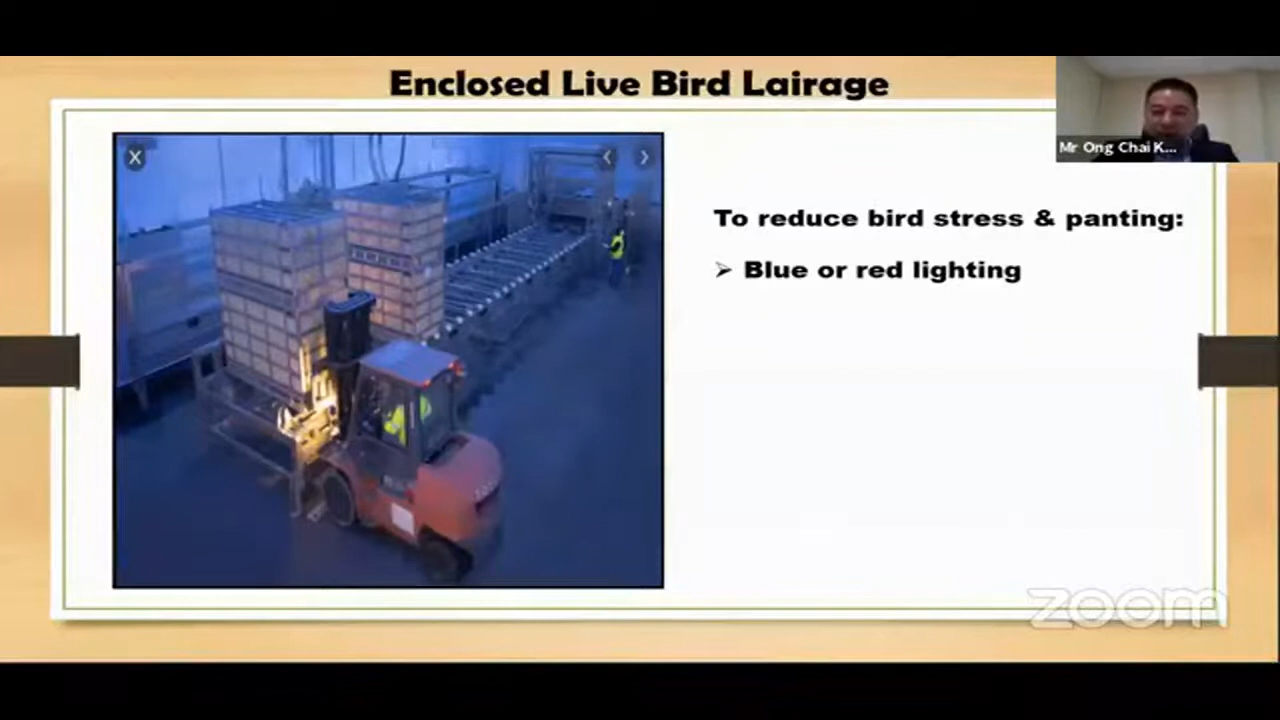 Enclosed Live Bird Lairage
Mr Ong Chai K...
To reduce bird stress & panting:
➢ Blue or red lighting
zoom